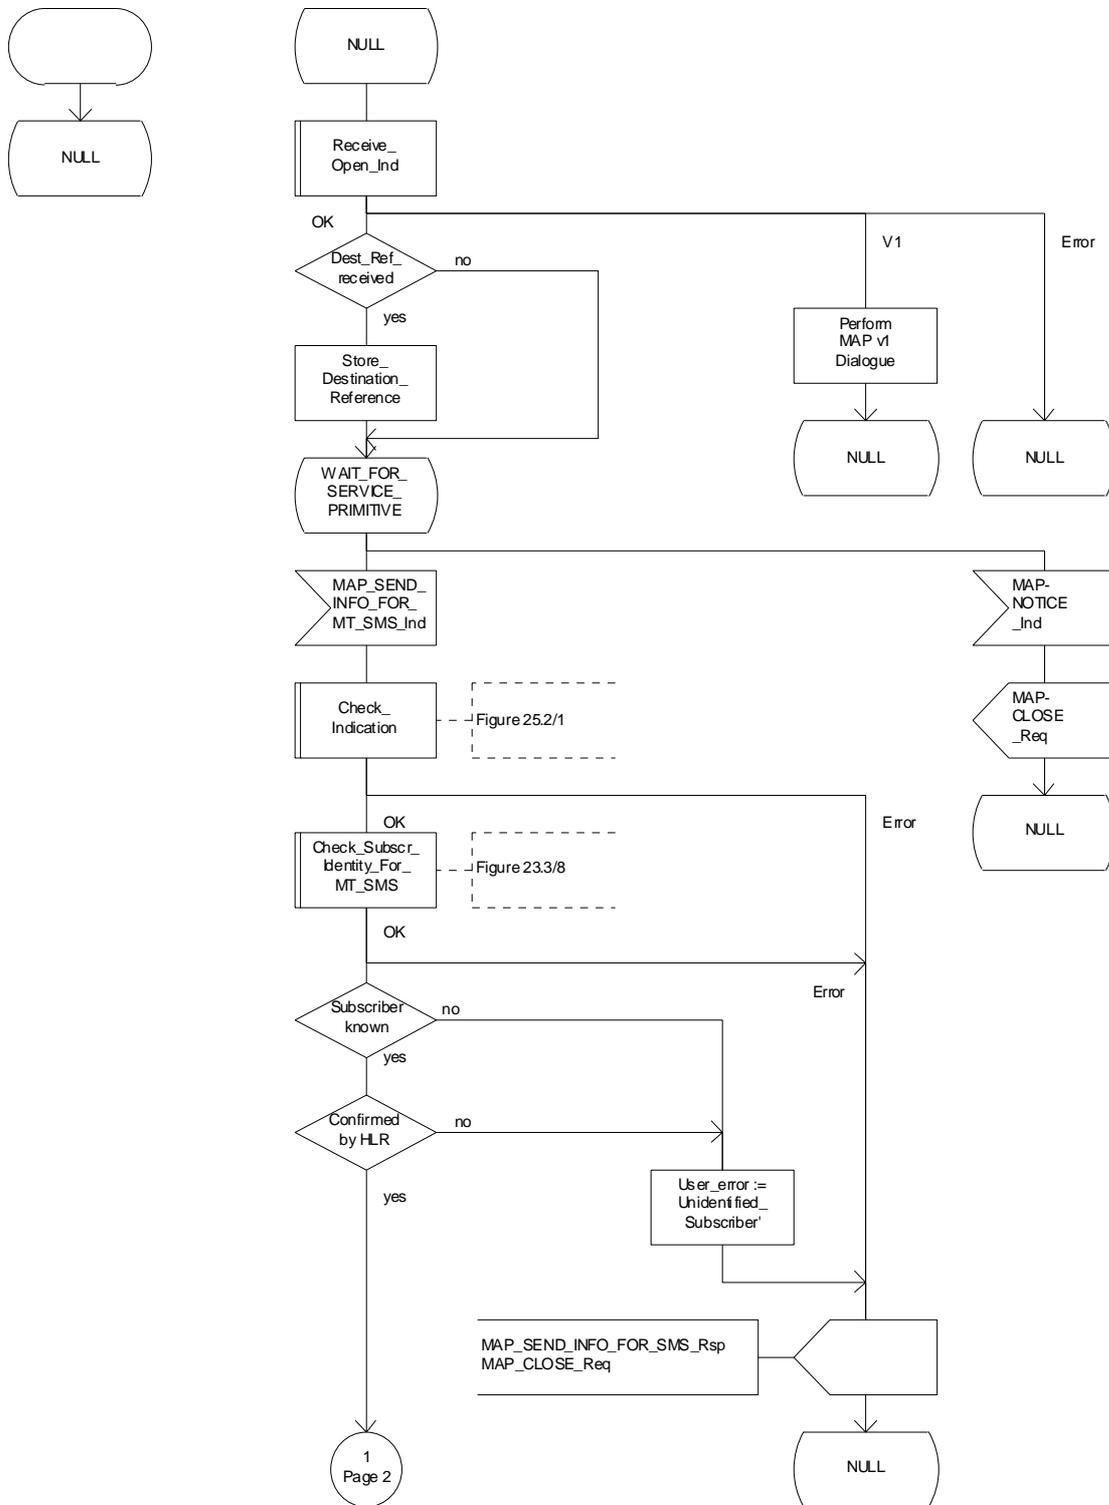 NULL
NULL
Receive_
Open_Ind
OK
V1
Error
Dest_Ref_
received
no
yes
Perform
MAP v1
Dialogue
Store_
Destination_
Reference
NULL
NULL
WAIT_FOR_
SERVICE_
PRIMITIVE
MAP_SEND_
INFO_FOR_
MT_SMS_Ind
MAP-
NOTICE
_Ind
Check_
Indication
Figure 25.2/1
MAP-
CLOSE
_Req
OK
Error
NULL
Check_Subscr_
Identity_For_
MT_SMS
Figure 23.3/8
OK
Error
Subscriber
known
no
yes
Confirmed
by HLR
no
yes
User_error :=
Unidentified_
Subscriber'
MAP_SEND_INFO_FOR_SMS_Rsp
MAP_CLOSE_Req
1
Page 2
NULL